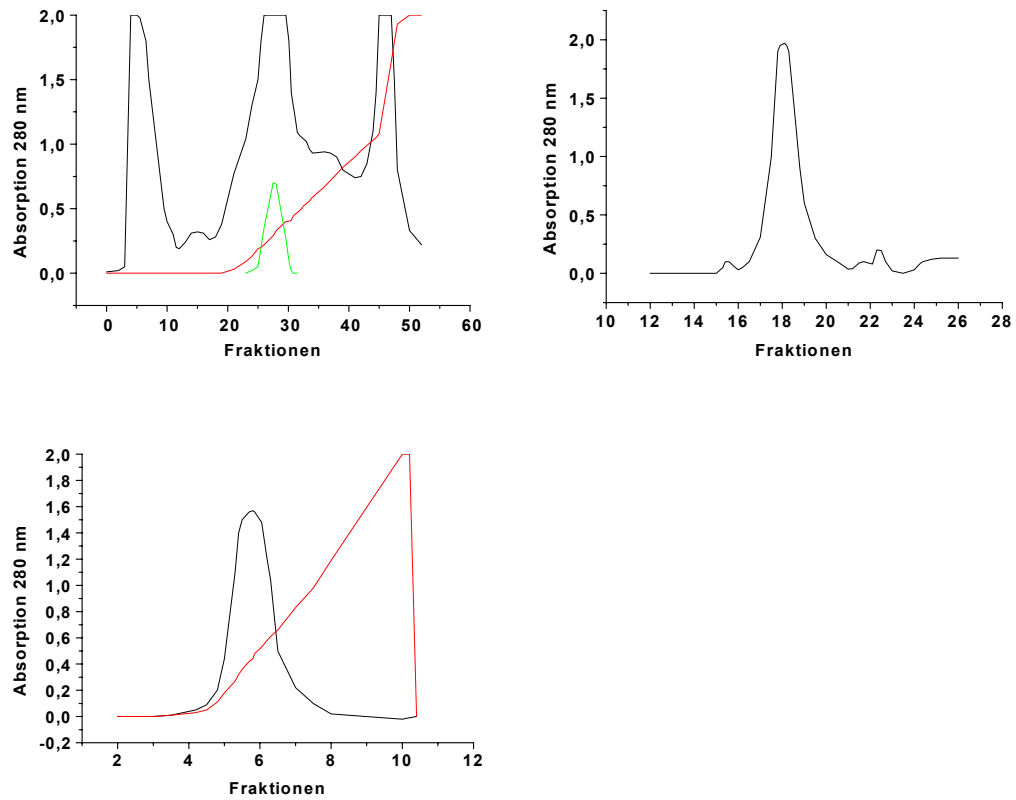 2,0
1,5
1,0
0,5
0,0
Absorption 280 nm
0 10 20 30 40 50 60
Fraktionen
2,0
1,5
1,0
0,5
0,0
Absorption 280 nm
10 12 14 16 18 20 22 24 26 28
Fraktionen
2,0
1,8
1,6
1,4
1,2
1,0
0,8
0,6
0,4
0,2
0,0
-0,2
Absorption 280 nm
2 4 6 8 10 12
Fraktionen